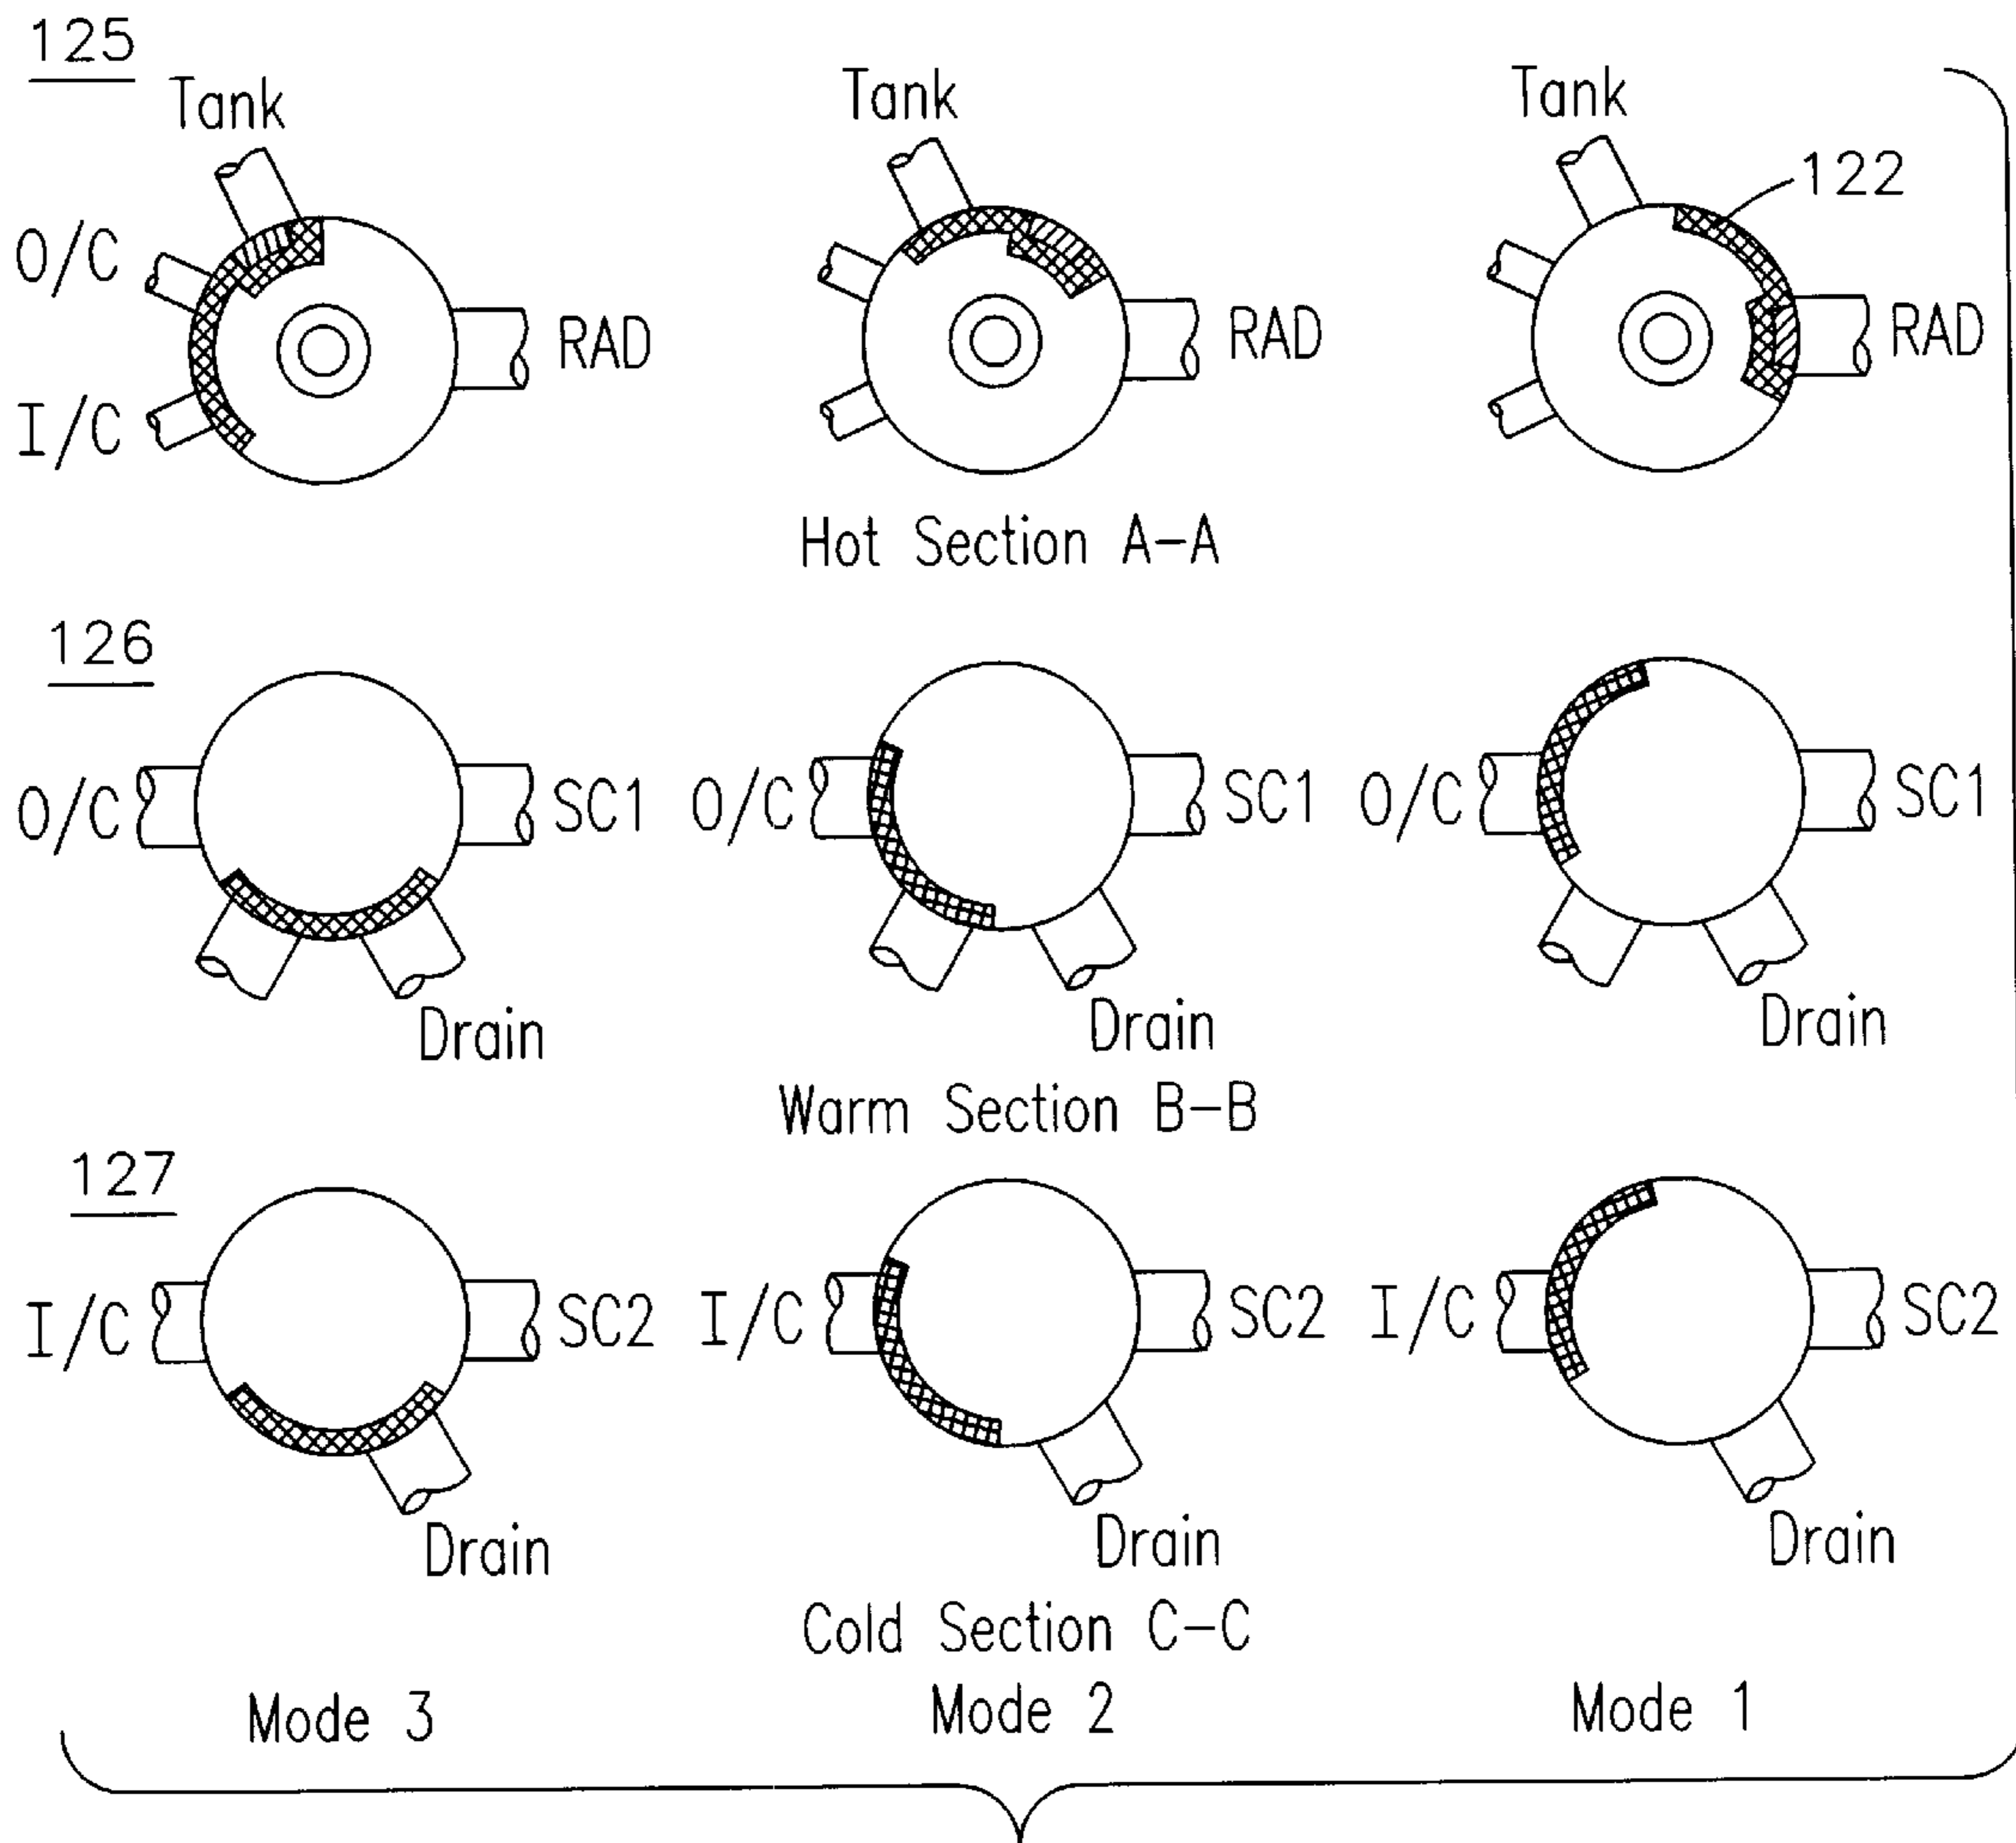 125
Tank Tank Tank
122
O/C
RAD RAD RAD
I/C
Hot Section A-A
126
O/C SC1 O/C SC1 O/C SC1
Drain Drain Drain
Warm Section B-B
127
I/C SC2 I/C SC2 I/C SC2
Drain Drain Drain
Cold Section C-C
Mode 3 Mode 2 Mode 1